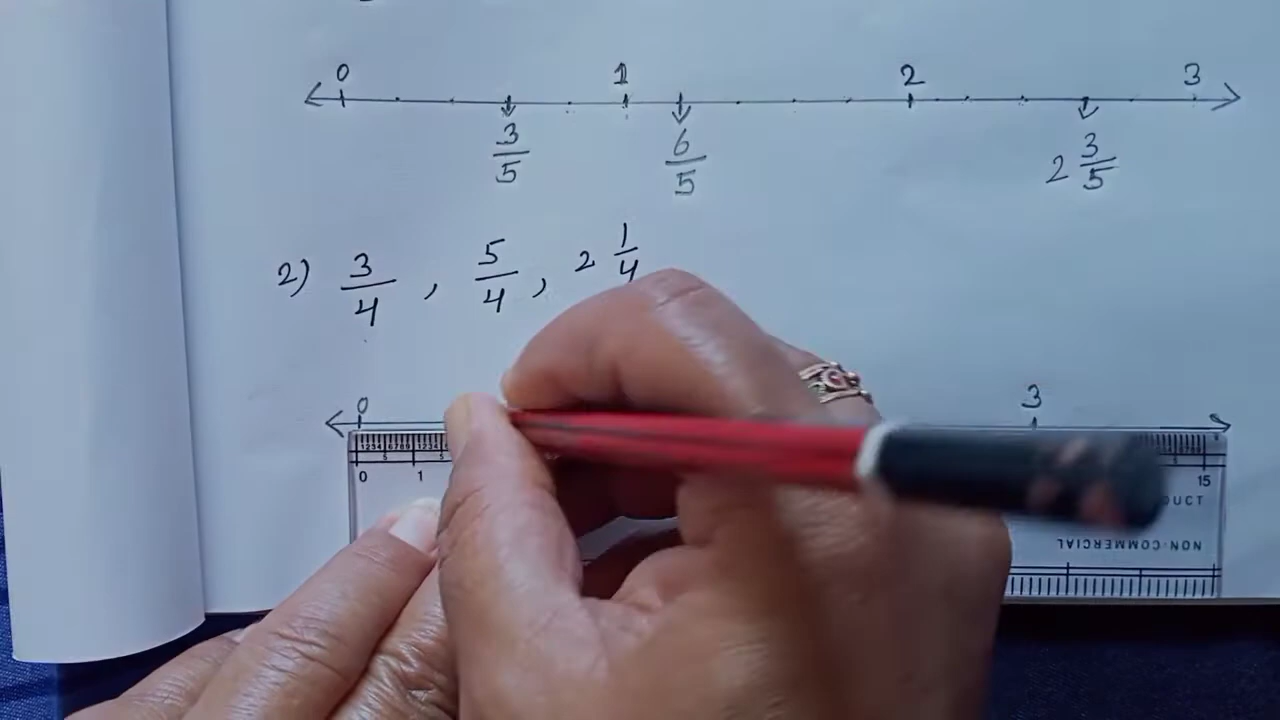 0 1 2 3
3/5 6/5 2 3/5
2) 3/4 , 5/4 , 2 1/4
0 3
0 1 15
NON-COMMERCIAL